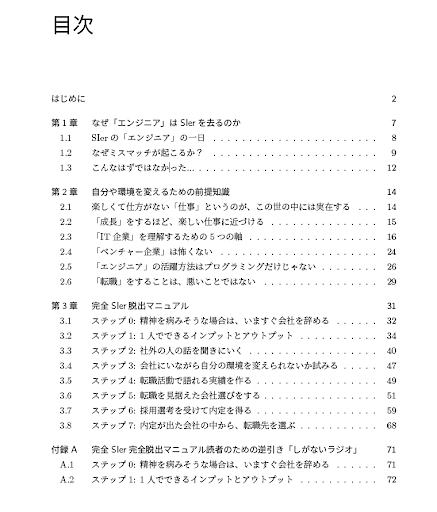 目次
はじめに 2
第1章 なぜ「エンジニア」は SIer を去るのか 7
1.1 SIer の「エンジニア」の一日 . . . . . . . . . . . . . . . . . . . . . . . 8
1.2 なぜミスマッチが起こるか？ . . . . . . . . . . . . . . . . . . . . . . . 9
1.3 こんなはずではなかった... . . . . . . . . . . . . . . . . . . . . . . . . 12
第2章 自分や環境を変えるための前提知識 14
2.1 楽しくて仕方がない「仕事」というのが、この世の中には実在する . . . 14
2.2 「成長」をするほど、楽しい仕事に近づける . . . . . . . . . . . . . . 15
2.3 「IT 企業」を理解するための 5 つの軸 . . . . . . . . . . . . . . . . . 16
2.4 「ベンチャー企業」は怖くない . . . . . . . . . . . . . . . . . . . . . 24
2.5 「エンジニア」の活躍方法はプログラミングだけじゃない . . . . . . . 26
2.6 「転職」をすることは、悪いことではない . . . . . . . . . . . . . . . 29
第3章 完全 SIer 脱出マニュアル 31
3.1 ステップ 0: 精神を病みそうな場合は、いますぐ会社を辞める . . . . . . 32
3.2 ステップ 1: 1 人でできるインプットとアウトプット . . . . . . . . . . 34
3.3 ステップ 2: 社外の人の話を聞きにいく . . . . . . . . . . . . . . . . . 40
3.4 ステップ 3: 会社にいながら自分の環境を変えられないか試みる . . . . . 47
3.5 ステップ 4: 転職活動で語れる実績を作る . . . . . . . . . . . . . . . . 49
3.6 ステップ 5: 転職を見据えた会社選びをする . . . . . . . . . . . . . . . 51
3.7 ステップ 6: 採用選考を受けて内定を得る . . . . . . . . . . . . . . . . 59
3.8 ステップ 7: 内定が出た会社の中から、転職先を選ぶ . . . . . . . . . . 68
付録A 完全 SIer 完全脱出マニュアル読者のための逆引き「しがないラジオ」 71
A.1 ステップ 0: 精神を病みそうな場合は、いますぐ会社を辞める . . . . . . 71
A.2 ステップ 1: 1 人でできるインプットとアウトプット . . . . . . . . . . 72